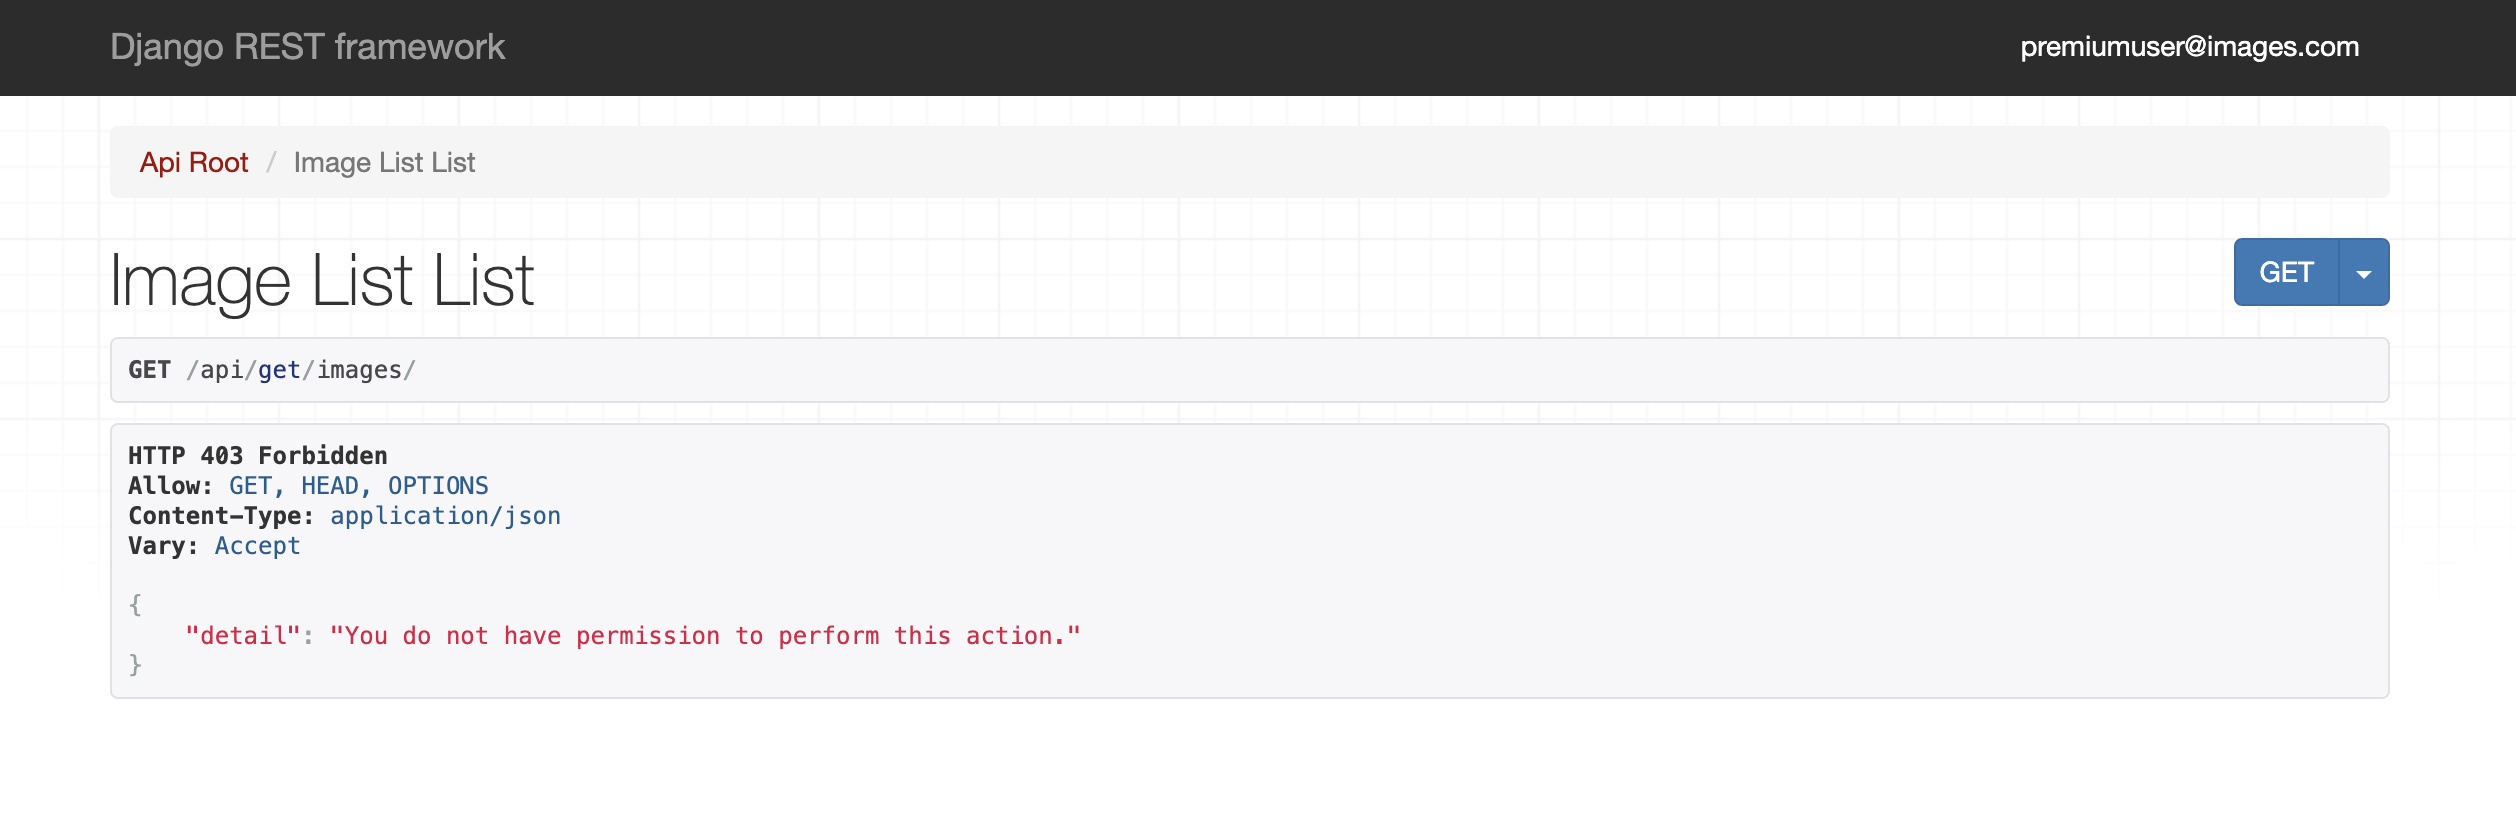 Django REST framework
premiumuser@images.com
Api Root / Image List List
Image List List
GET
GET /api/get/images/
HTTP 403 Forbidden
Allow: GET, HEAD, OPTIONS
Content-Type: application/json
Vary: Accept
{
    "detail": "You do not have permission to perform this action."
}